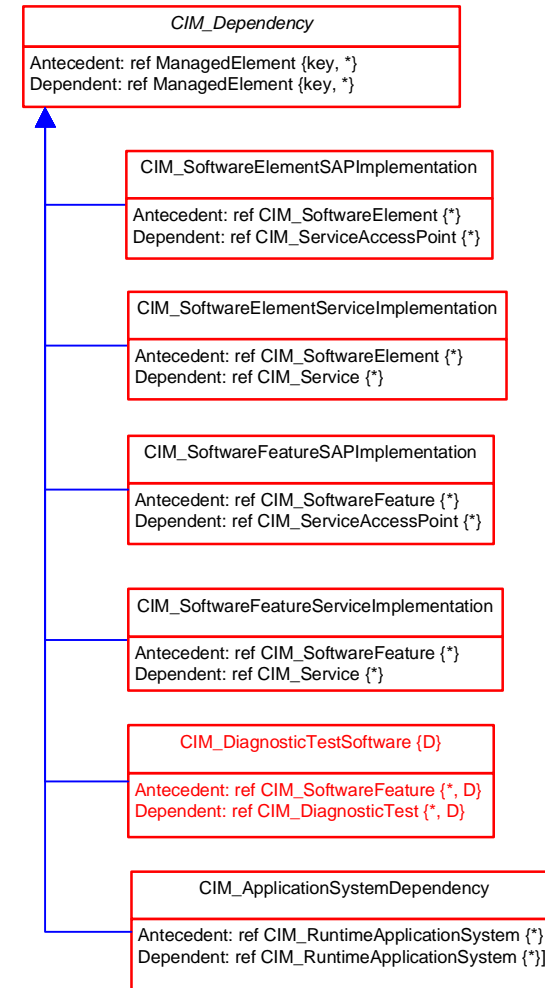 CIM_Dependency
Antecedent: ref ManagedElement {key, *}
Dependent: ref ManagedElement {key, *}
CIM_SoftwareElementSAPImplementation
Antecedent: ref CIM_SoftwareElement {*}
Dependent: ref CIM_ServiceAccessPoint {*}
CIM_SoftwareElementServiceImplementation
Antecedent: ref CIM_SoftwareElement {*}
Dependent: ref CIM_Service {*}
CIM_SoftwareFeatureSAPImplementation
Antecedent: ref CIM_SoftwareFeature {*}
Dependent: ref CIM_ServiceAccessPoint {*}
CIM_SoftwareFeatureServiceImplementation
Antecedent: ref CIM_SoftwareFeature {*}
Dependent: ref CIM_Service {*}
CIM_DiagnosticTestSoftware {D}
Antecedent: ref CIM_SoftwareFeature {*, D}
Dependent: ref CIM_DiagnosticTest {*, D}
CIM_ApplicationSystemDependency
Antecedent: ref CIM_RuntimeApplicationSystem {*}
Dependent: ref CIM_RuntimeApplicationSystem {*}]